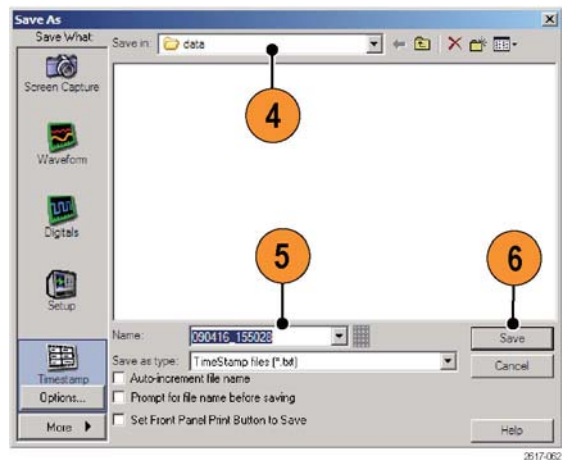 Save As
Save What:
Save in: data
Screen Capture
Waveform
Digitals
Setup
Timestamp
Options...
More
4
5
6
Name: 090416_155028
Save
Save as type: TimeStamp files (*.txt)
Cancel
Auto-increment file name
Prompt for file name before saving
Set Front Panel Print Button to Save
Help
2617-062